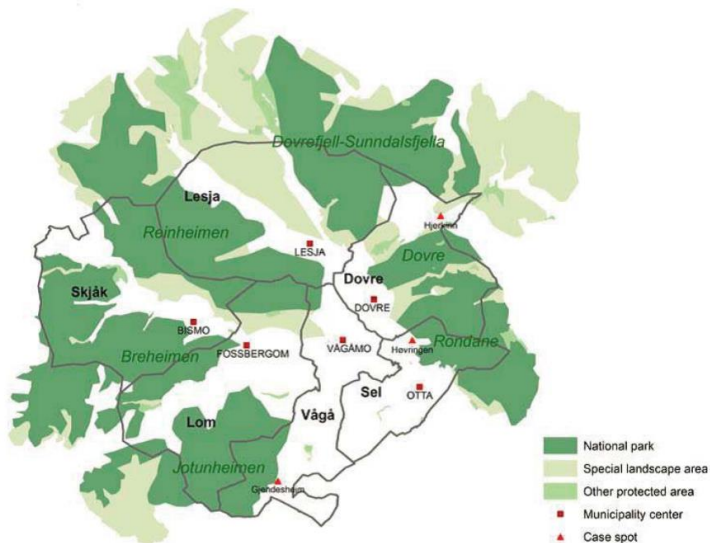 Dovrefjell-Sunndalsfjella
Lesja
Hjerkinn
Reinheimen
LESJA
Dovre
Dovre
Skjåk
DOVRE
BISMO
Rondane
VÅGÅMO
Høvringen
Breheimen
FOSSBERGOM
Sel
OTTA
Vågå
Lom
National park
Jotunheimen
Special landscape area
Gjendesheim
Other protected area
Municipality center
Case spot